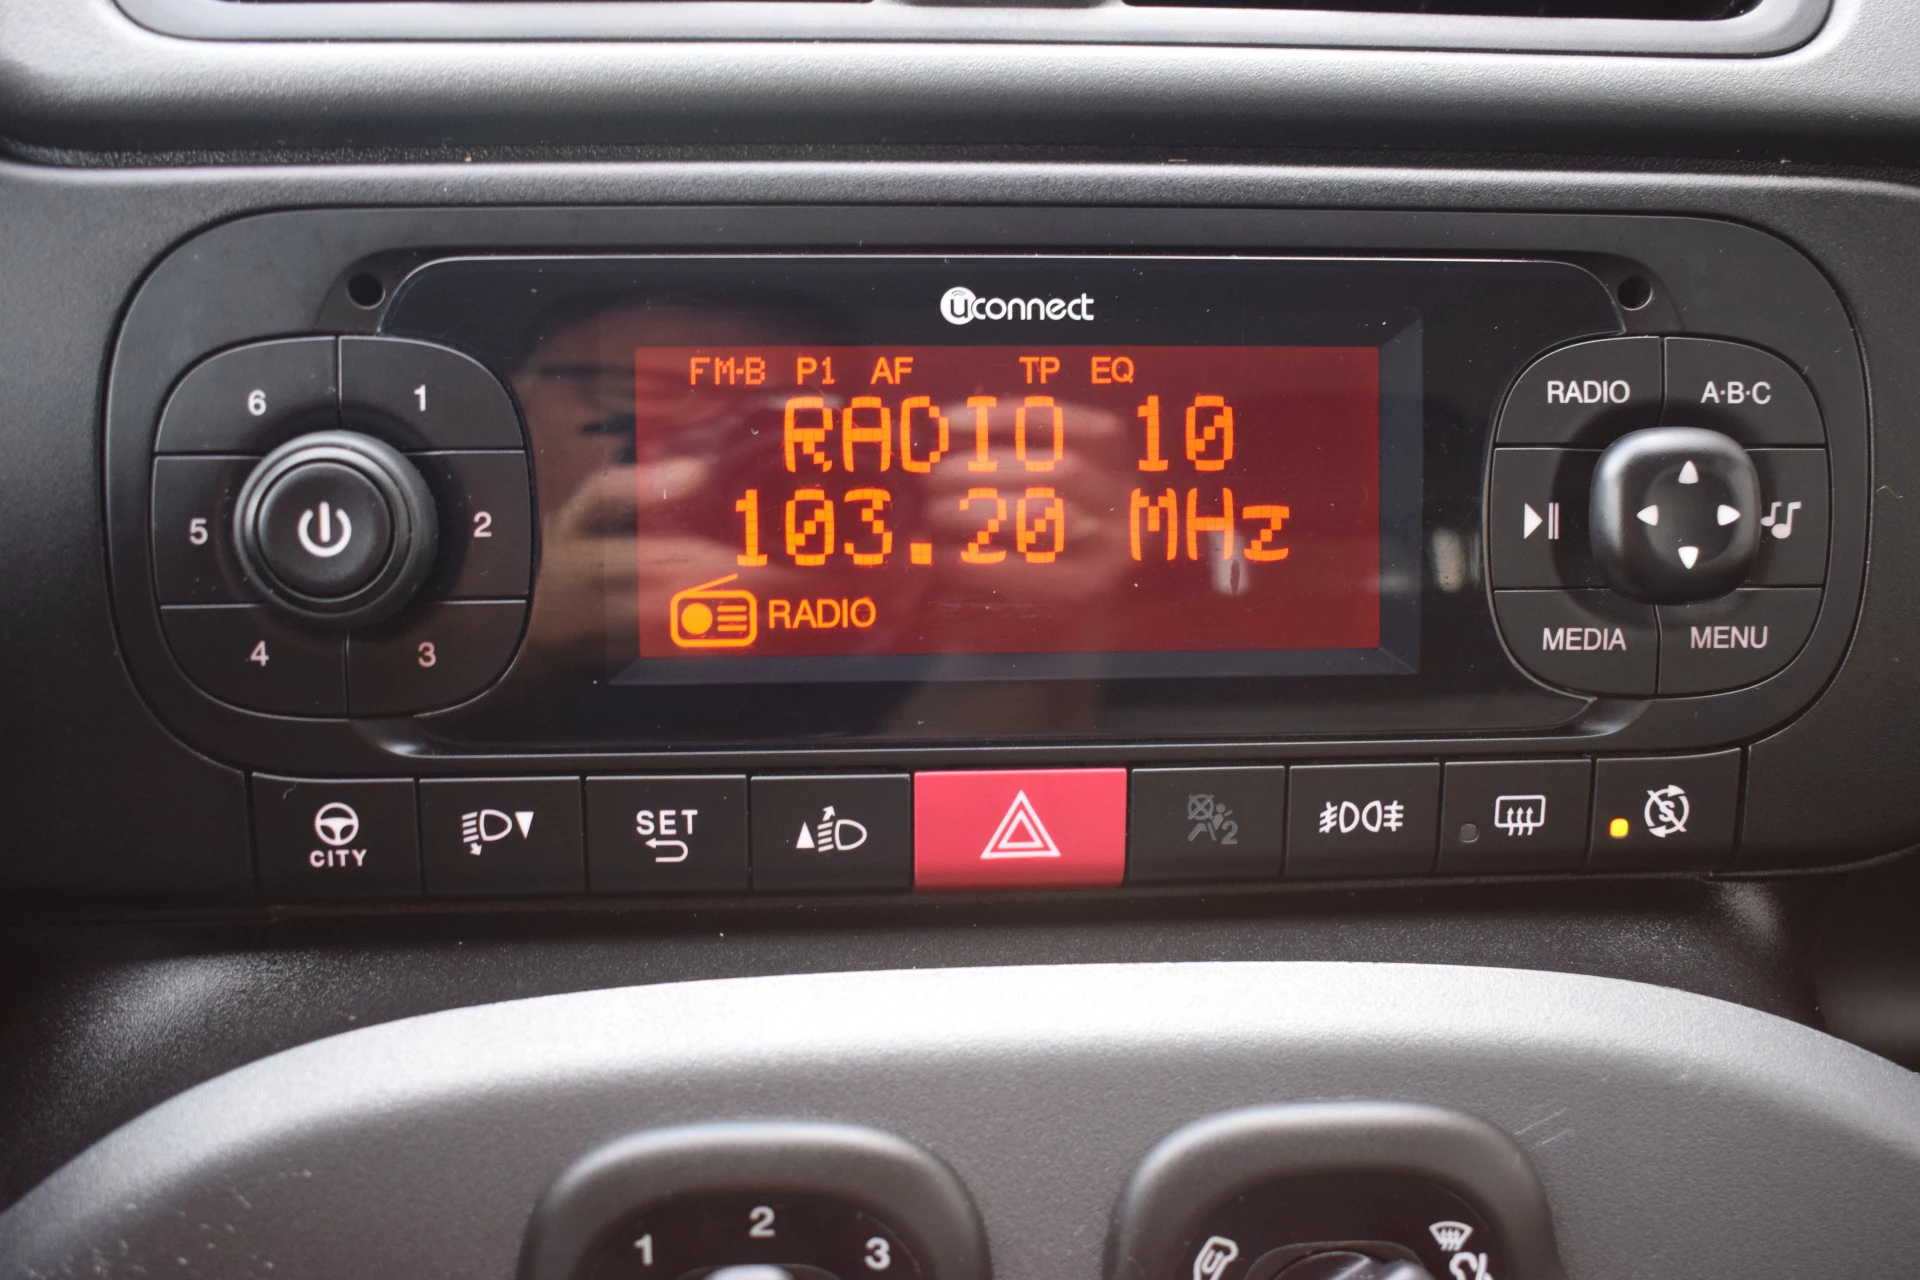 uconnect
FM-B P1 AF TP EQ
RADIO 10
103.20 MHz
RADIO
6 1
5 2
4 3
RADIO A·B·C
MEDIA MENU
CITY
SET
2
1 2 3